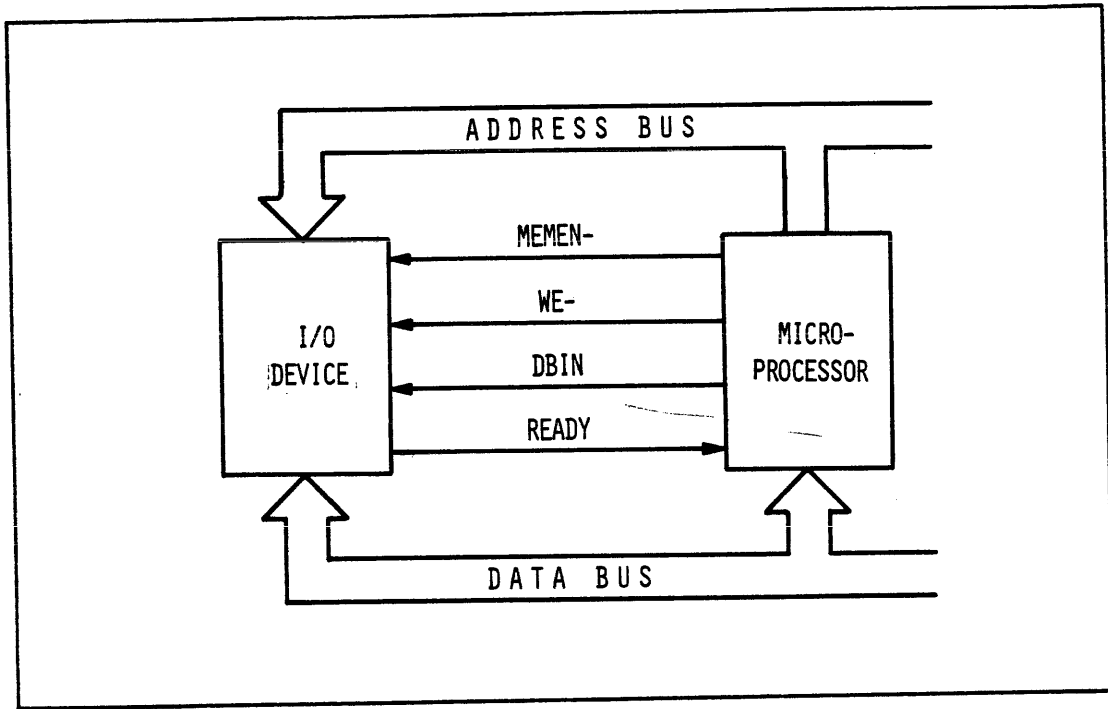 ADDRESS BUS
MEMEN-
WE-
DBIN
READY
I/O
DEVICE
MICRO-
PROCESSOR
DATA BUS